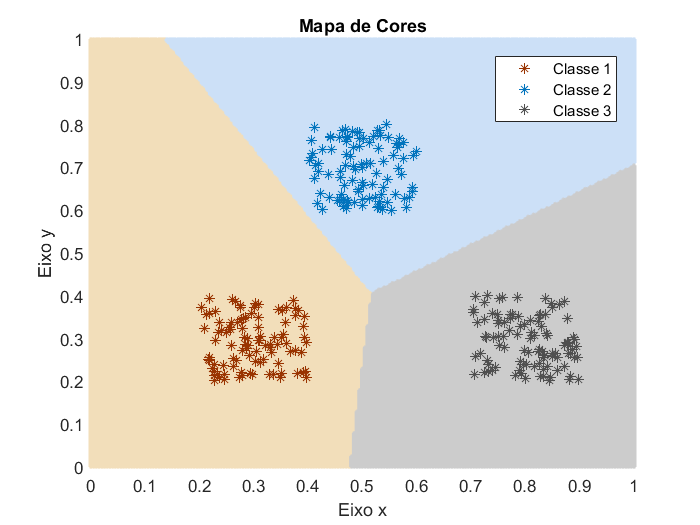 Mapa de Cores
Classe 1
Classe 2
Classe 3
Eixo y
1
0.9
0.8
0.7
0.6
0.5
0.4
0.3
0.2
0.1
0
0 0.1 0.2 0.3 0.4 0.5 0.6 0.7 0.8 0.9 1
Eixo x